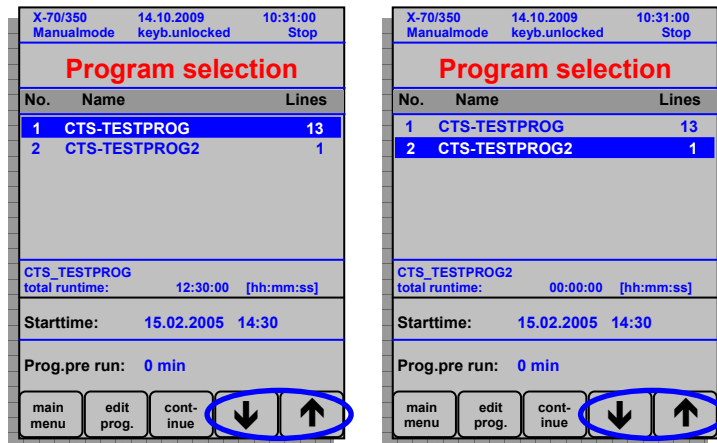 X-70/350 14.10.2009 10:31:00
Manualmode keyb.unlocked Stop
Program selection
No. Name Lines
1 CTS-TESTPROG 13
2 CTS-TESTPROG2 1
CTS_TESTPROG
total runtime: 12:30:00 [hh:mm:ss]
Starttime: 15.02.2005 14:30
Prog.pre run: 0 min
main menu
edit prog.
cont-
inue
X-70/350 14.10.2009 10:31:00
Manualmode keyb.unlocked Stop
Program selection
No. Name Lines
1 CTS-TESTPROG 13
2 CTS-TESTPROG2 1
CTS_TESTPROG2
total runtime: 00:00:00 [hh:mm:ss]
Starttime: 15.02.2005 14:30
Prog.pre run: 0 min
main menu
edit prog.
cont-
inue